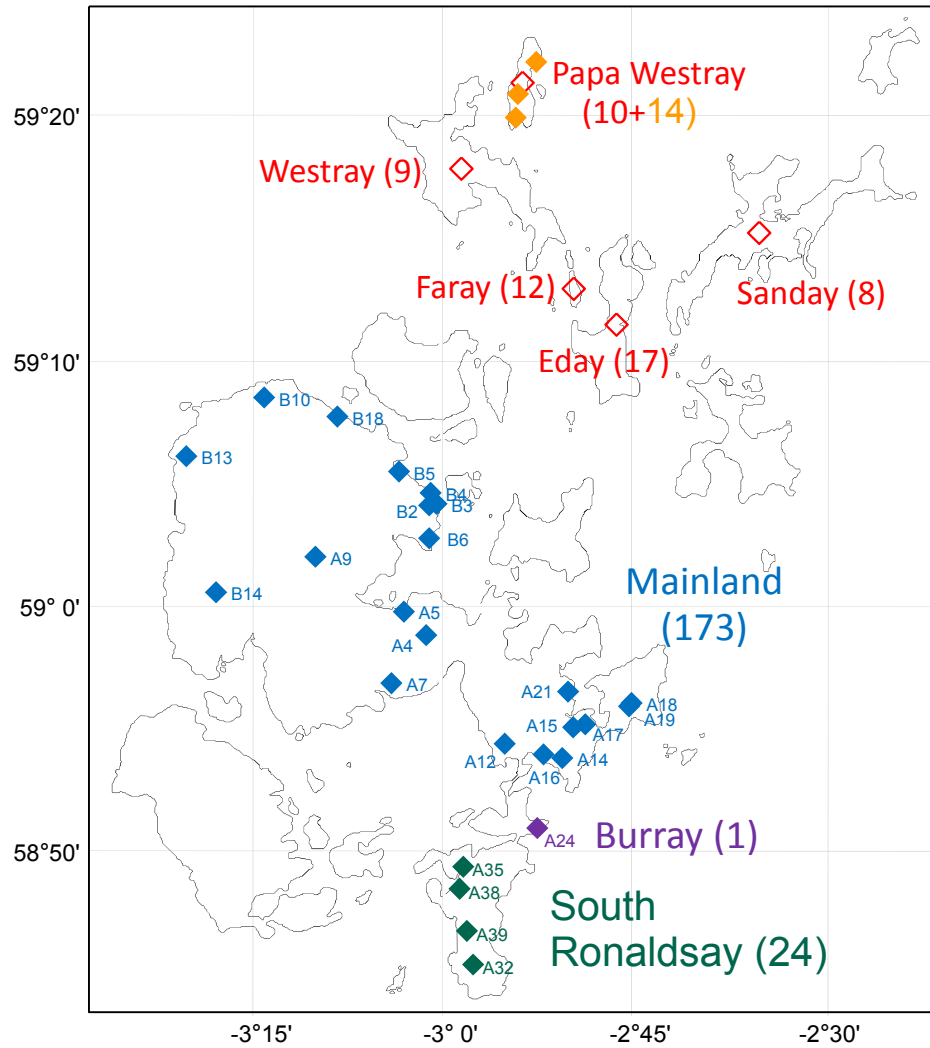 Papa Westray
(10+14)
59°20'
Westray (9)
Faray (12)
Sanday (8)
Eday (17)
59°10'
B10
B18
B13
B5
B4
B2
B3
B6
A9
B14
Mainland
(173)
59° 0'
A5
A4
A7
A21
A18
A19
A15
A17
A12
A16
A14
Burray (1)
A24
58°50'
A35
A38
South
Ronaldsay (24)
A39
A32
-3°15'
-3° 0'
-2°45'
-2°30'